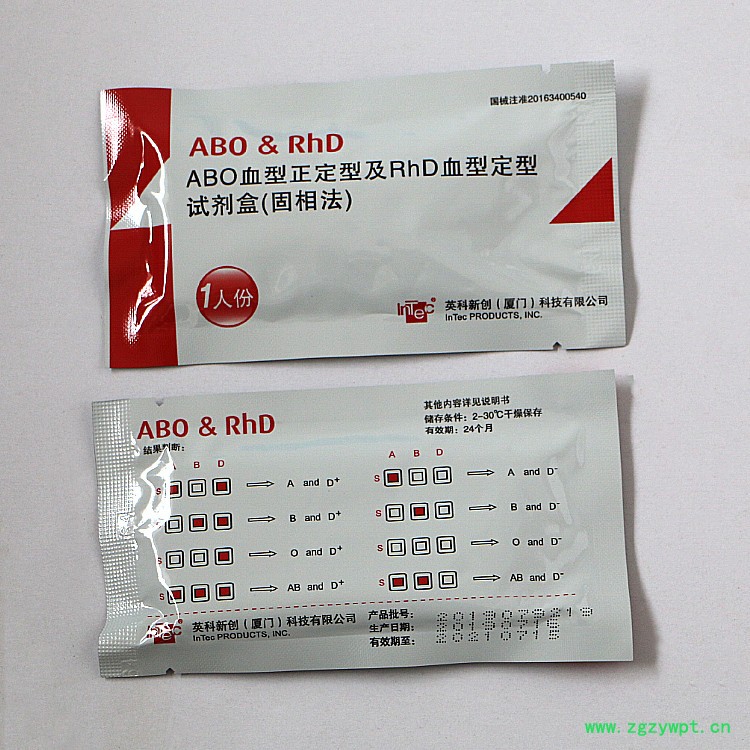 国械注准20163400540
ABO & RhD
ABO血型正定型及RhD血型定型
试剂盒(固相法)
1人份
InTec®
英科新创(厦门)科技有限公司
InTec PRODUCTS, INC.
ABO & RhD
其他内容详见说明书
储存条件：2-30℃干燥保存
有效期：24个月
结果判断：
A B D
A B D
S A and D+
S A and D-
S B and D+
B and D-
S O and D+
S O and D-
S AB and D+
S AB and D-
InTec
英科新创(厦门)科技有限公司
InTec PRODUCTS, INC.
产品批号：
生产日期：
有效期至：
www.zgzywpt.cn